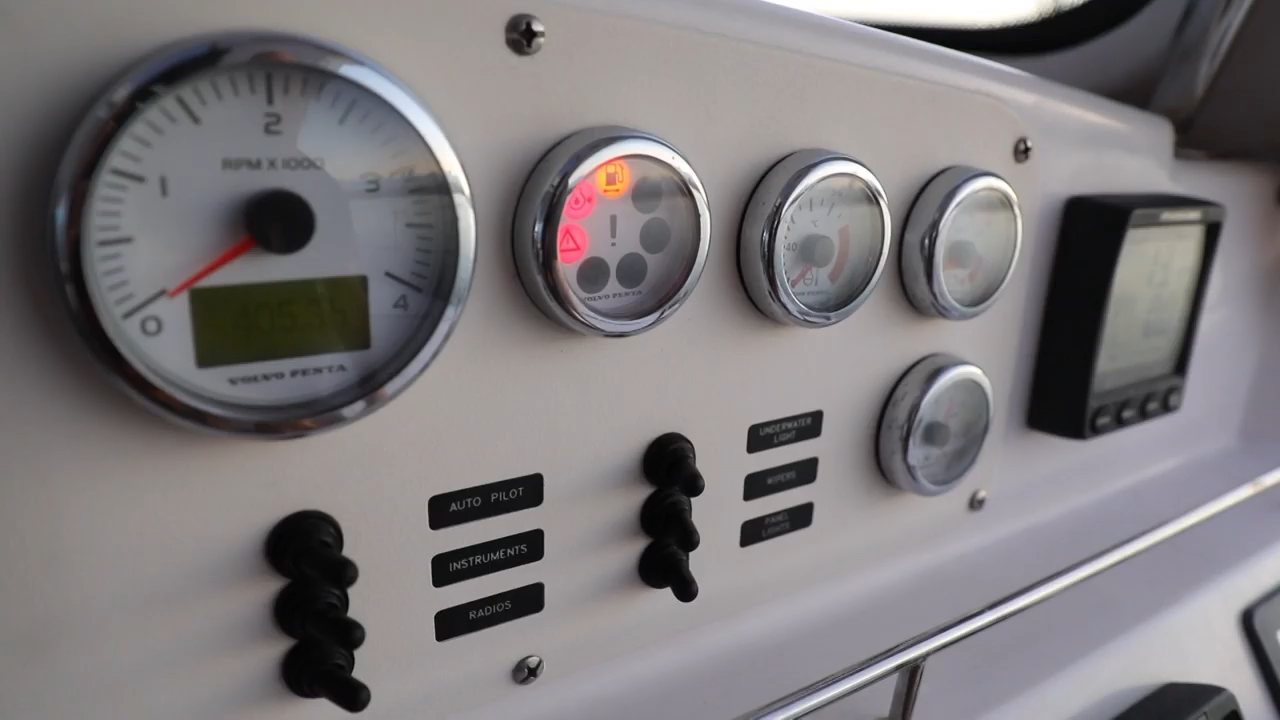 2
RPM X 1000
1
3
0
4
VOLVO PENTA
!
VOLVO PENTA
40
AUTO PILOT
INSTRUMENTS
RADIOS
UNDERWATER
LIGHT
WIPERS
PANEL
LIGHTS